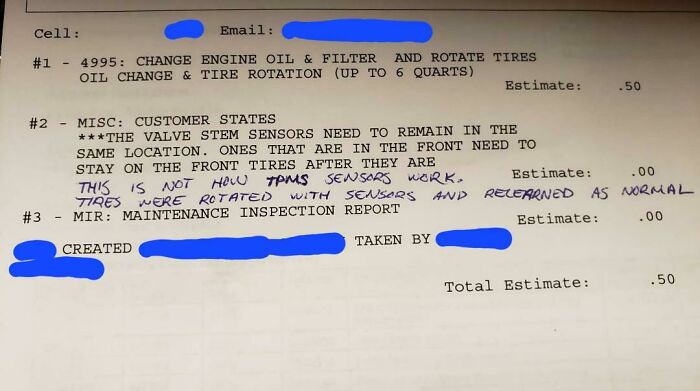 Cell: Email:
#1 - 4995: CHANGE ENGINE OIL & FILTER AND ROTATE TIRES
OIL CHANGE & TIRE ROTATION (UP TO 6 QUARTS)
Estimate: .50
#2 - MISC: CUSTOMER STATES
***THE VALVE STEM SENSORS NEED TO REMAIN IN THE
SAME LOCATION. ONES THAT ARE IN THE FRONT NEED TO
STAY ON THE FRONT TIRES AFTER THEY ARE
Estimate: .00
THIS IS NOT HOW TPMS SENSORS WORK.
TIRES WERE ROTATED WITH SENSORS AND RELEARNED AS NORMAL
#3 - MIR: MAINTENANCE INSPECTION REPORT
Estimate: .00
CREATED TAKEN BY
Total Estimate: .50